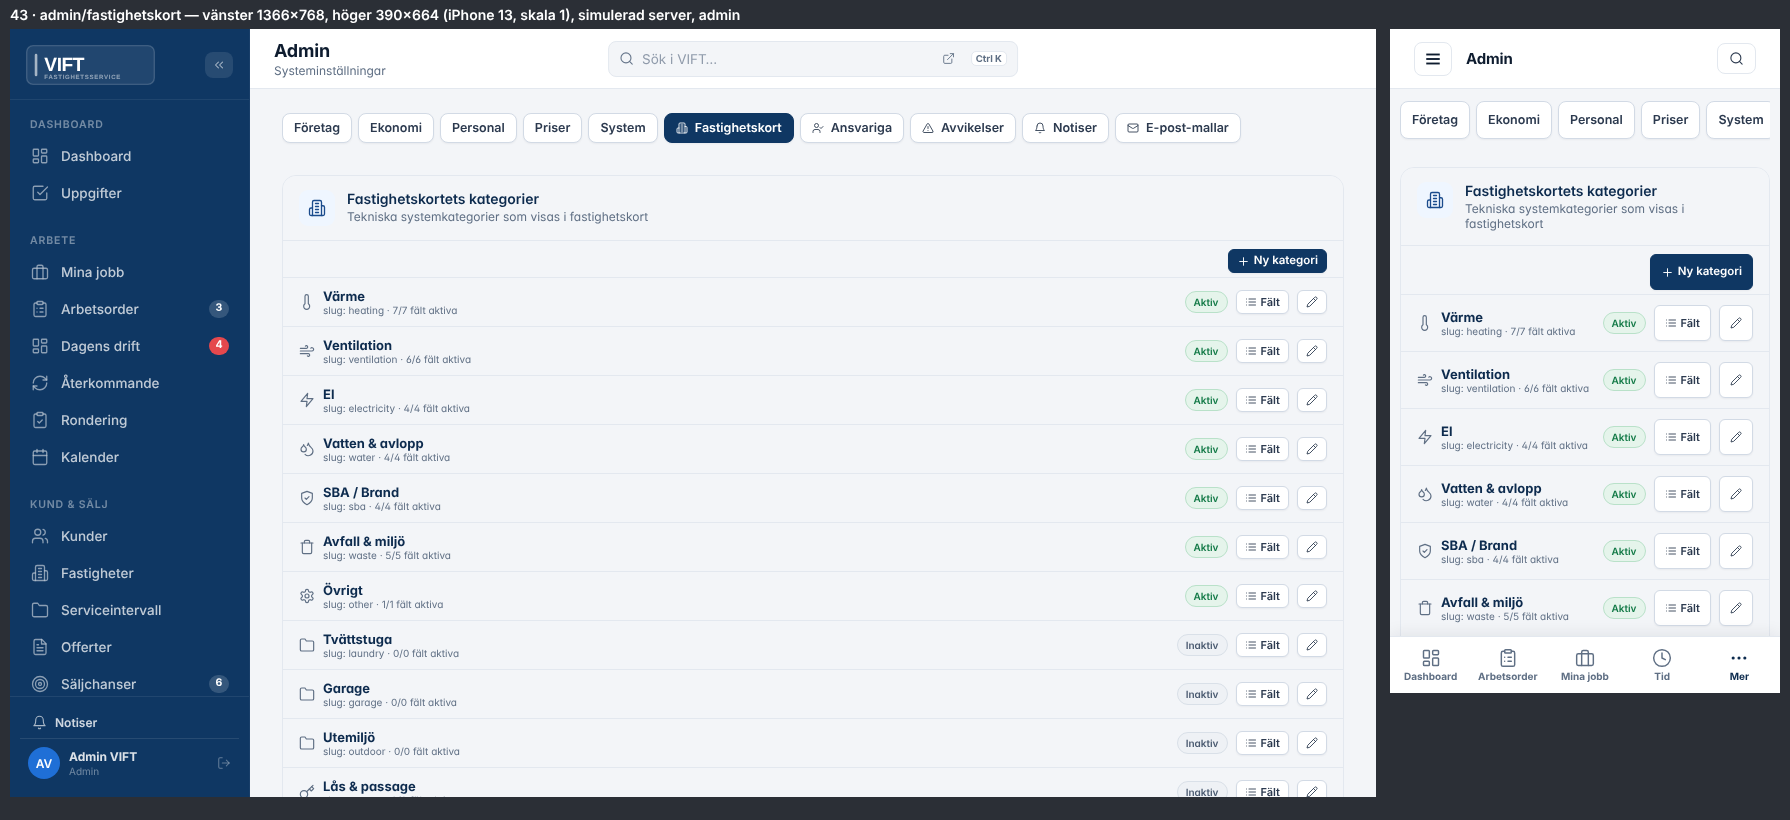 43 · admin/fastighetskort — vänster 1366×768, höger 390×664 (iPhone 13, skala 1), simulerad server, admin
VIFT
FASTIGHETSSERVICE
DASHBOARD
Dashboard
Uppgifter
ARBETE
Mina jobb
Arbetsorder 3
Dagens drift 4
Återkommande
Rondering
Kalender
KUND & SÄLJ
Kunder
Fastigheter
Serviceintervall
Offerter
Säljchanser 6
Notiser
AV
Admin VIFT
Admin
Admin
Systeminställningar
Sök i VIFT... Ctrl K
Företag Ekonomi Personal Priser System Fastighetskort Ansvariga Avvikelser Notiser E-post-mallar
Fastighetskortets kategorier
Tekniska systemkategorier som visas i fastighetskort
+ Ny kategori
Värme
slug: heating · 7/7 fält aktiva
Aktiv Fält
Ventilation
slug: ventilation · 6/6 fält aktiva
Aktiv Fält
El
slug: electricity · 4/4 fält aktiva
Aktiv Fält
Vatten & avlopp
slug: water · 4/4 fält aktiva
Aktiv Fält
SBA / Brand
slug: sba · 4/4 fält aktiva
Aktiv Fält
Avfall & miljö
slug: waste · 5/5 fält aktiva
Aktiv Fält
Övrigt
slug: other · 1/1 fält aktiva
Aktiv Fält
Tvättstuga
slug: laundry · 0/0 fält aktiva
Inaktiv Fält
Garage
slug: garage · 0/0 fält aktiva
Inaktiv Fält
Utemiljö
slug: outdoor · 0/0 fält aktiva
Inaktiv Fält
Lås & passage
Inaktiv Fält
Admin
Företag Ekonomi Personal Priser System
Fastighetskortets kategorier
Tekniska systemkategorier som visas i
fastighetskort
+ Ny kategori
Värme
slug: heating · 7/7 fält aktiva
Aktiv Fält
Ventilation
slug: ventilation · 6/6 fält aktiva
Aktiv Fält
El
slug: electricity · 4/4 fält aktiva
Aktiv Fält
Vatten & avlopp
slug: water · 4/4 fält aktiva
Aktiv Fält
SBA / Brand
slug: sba · 4/4 fält aktiva
Aktiv Fält
Avfall & miljö
slug: waste · 5/5 fält aktiva
Aktiv Fält
Dashboard Arbetsorder Mina jobb Tid Mer